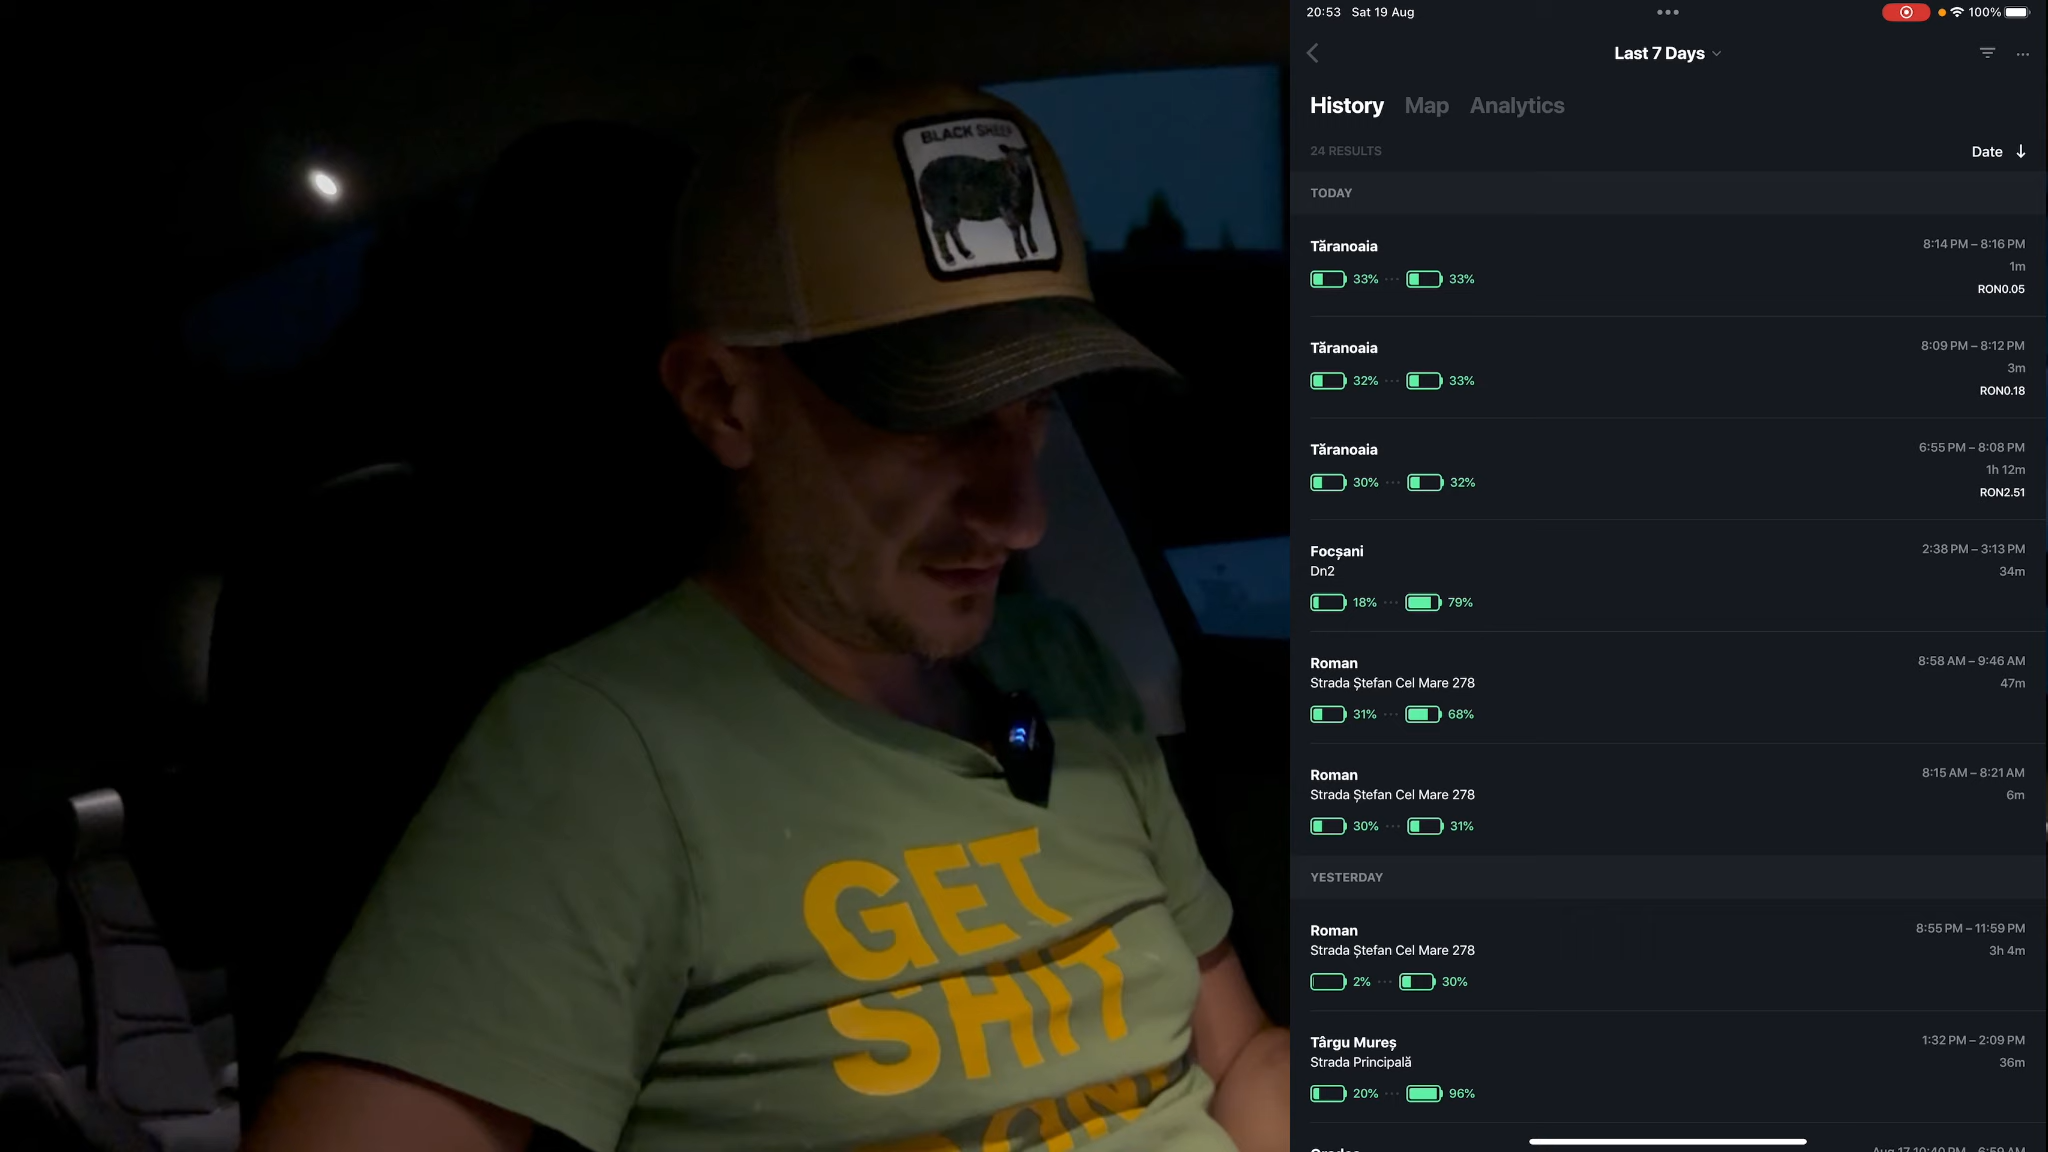 BLACK SHEEP
GET
SHIT
20:53 Sat 19 Aug
100%
Last 7 Days
History Map Analytics
24 RESULTS
Date
TODAY
Tăranoaia
8:14 PM – 8:16 PM
1m
33% 33%
RON0.05
Tăranoaia
8:09 PM – 8:12 PM
3m
32% 33%
RON0.18
Tăranoaia
6:55 PM – 8:08 PM
1h 12m
30% 32%
RON2.51
Focșani
2:38 PM – 3:13 PM
Dn2
34m
18% 79%
Roman
8:58 AM – 9:46 AM
Strada Ștefan Cel Mare 278
47m
31% 68%
Roman
8:15 AM – 8:21 AM
Strada Ștefan Cel Mare 278
6m
30% 31%
YESTERDAY
Roman
8:55 PM – 11:59 PM
Strada Ștefan Cel Mare 278
3h 4m
2% 30%
Târgu Mureș
1:32 PM – 2:09 PM
Strada Principală
36m
20% 96%